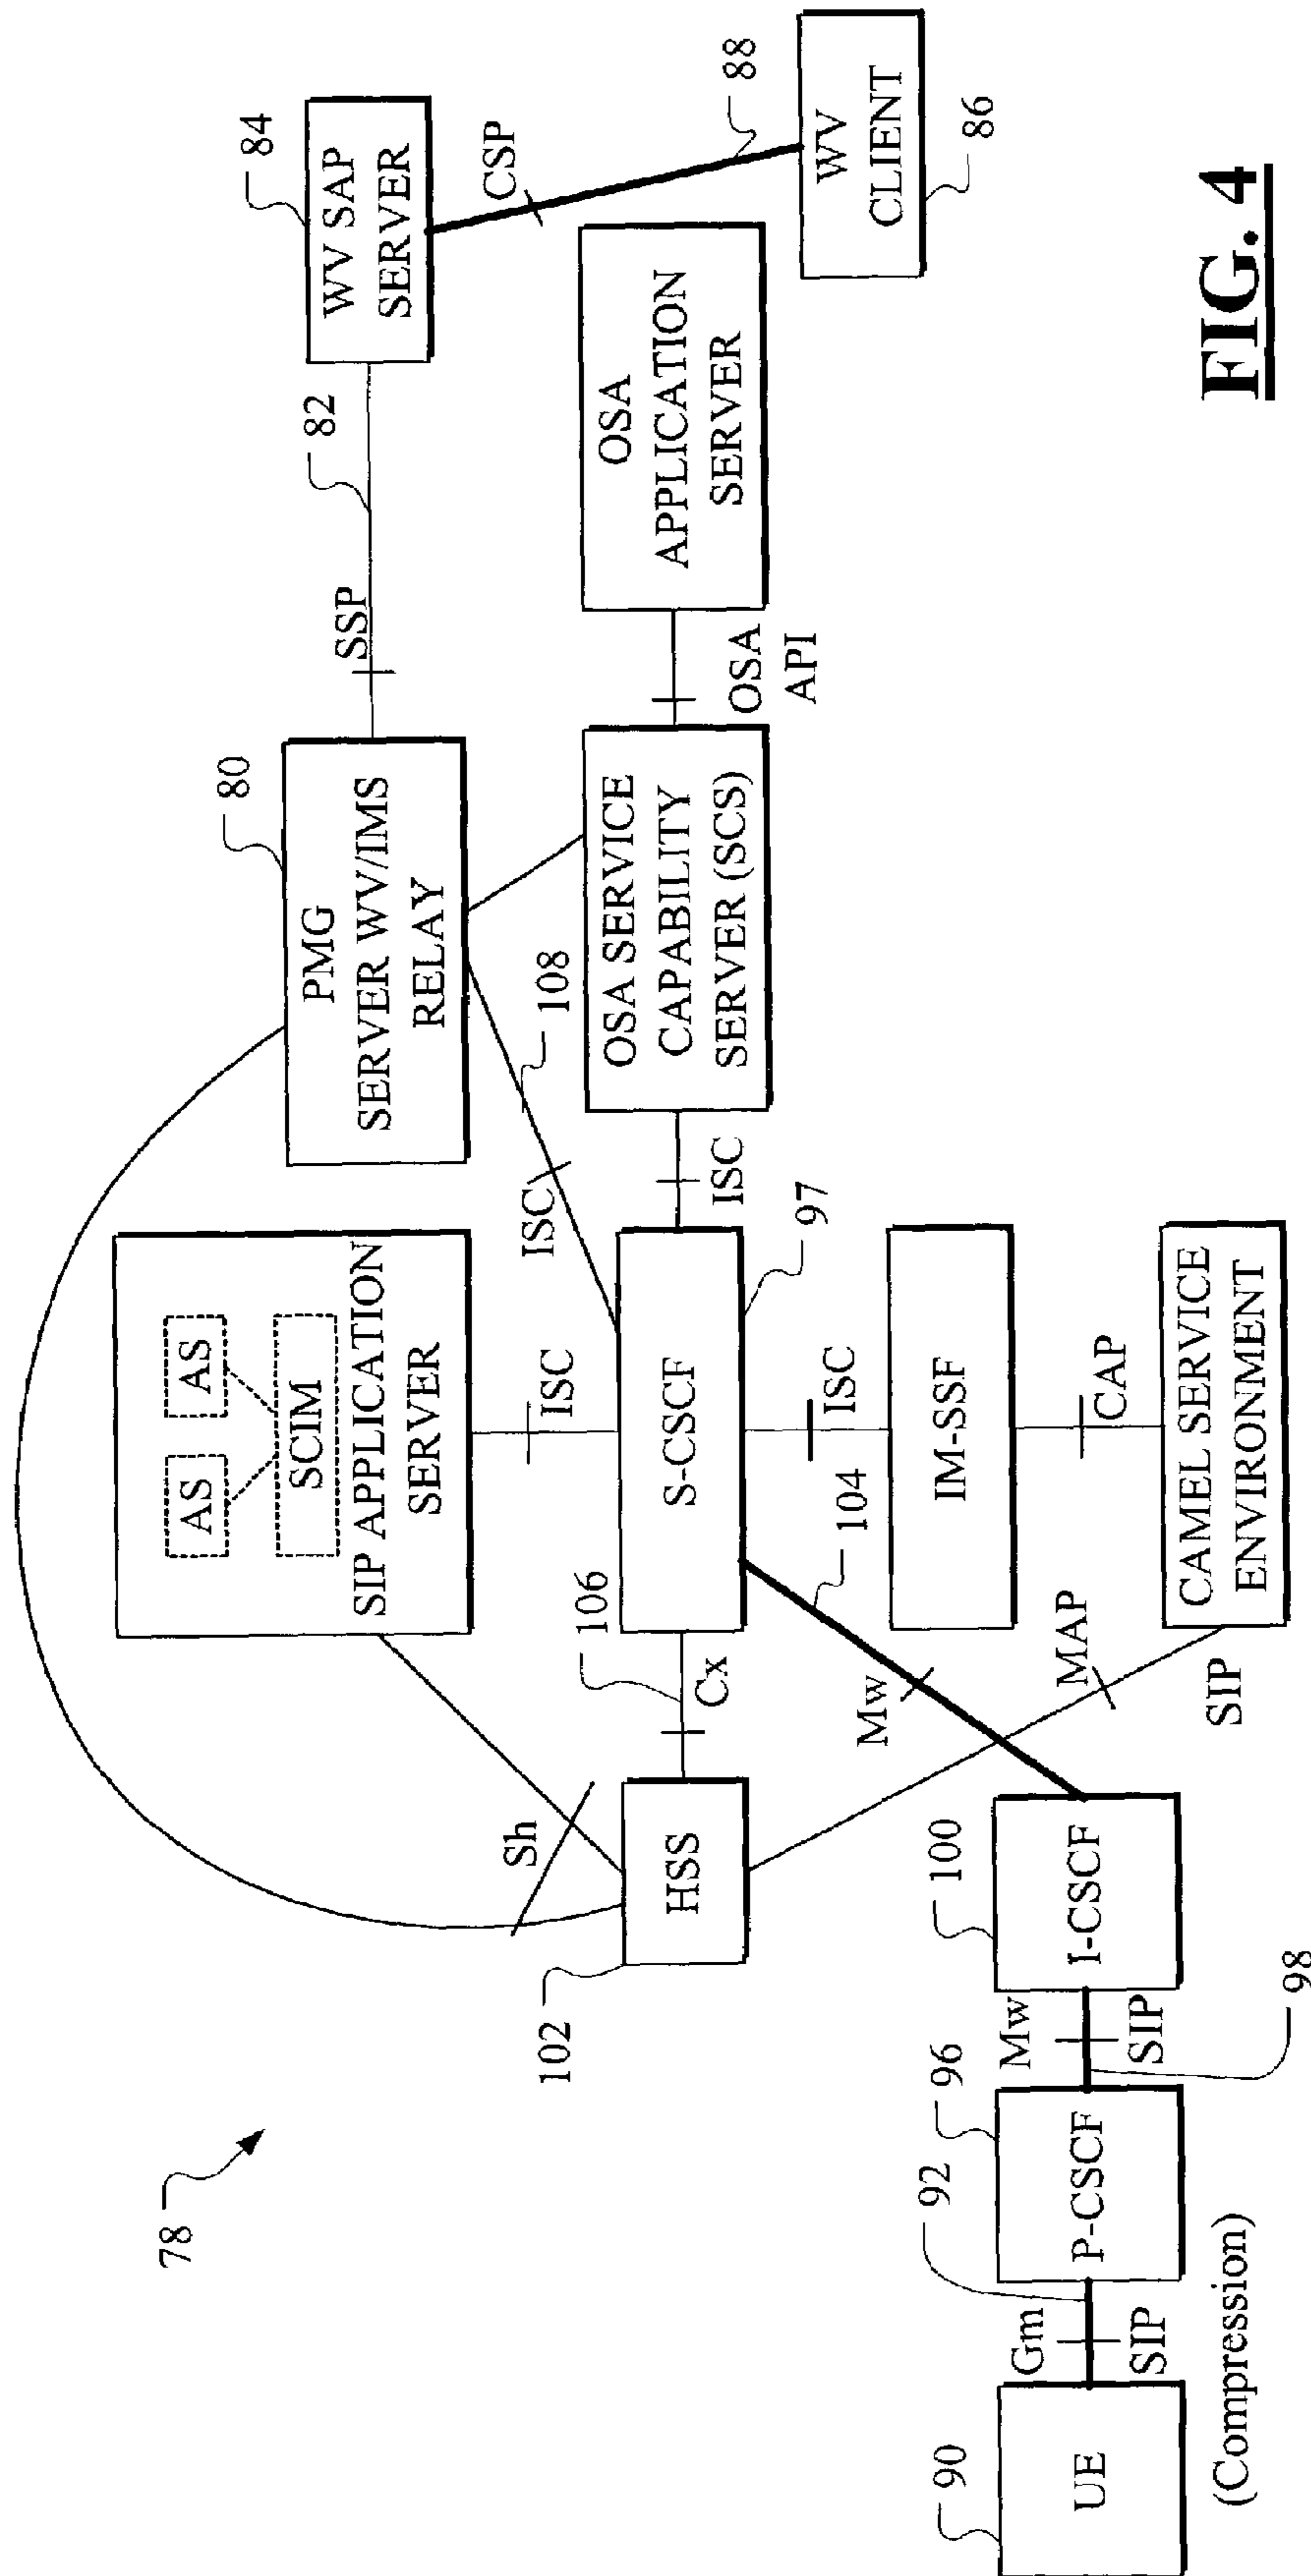 78
102
HSS
Sh
106
Cx
AS
AS
SCIM
SIP APPLICATION
SERVER
ISC
S-CSCF
97
ISC
108
ISC
80
PMG
SERVER WV/IMS
RELAY
SSP
82
84
WV SAP
SERVER
CSP
88
WV
CLIENT
86
OSA SERVICE
CAPABILITY
SERVER (SCS)
OSA
API
OSA
APPLICATION
SERVER
ISC
104
Mw
IM-SSF
CAP
MAP
SIP
CAMEL SERVICE
ENVIRONMENT
90
UE
Gm
SIP
(Compression)
92
96
P-CSCF
Mw
SIP
98
100
I-CSCF
FIG. 4